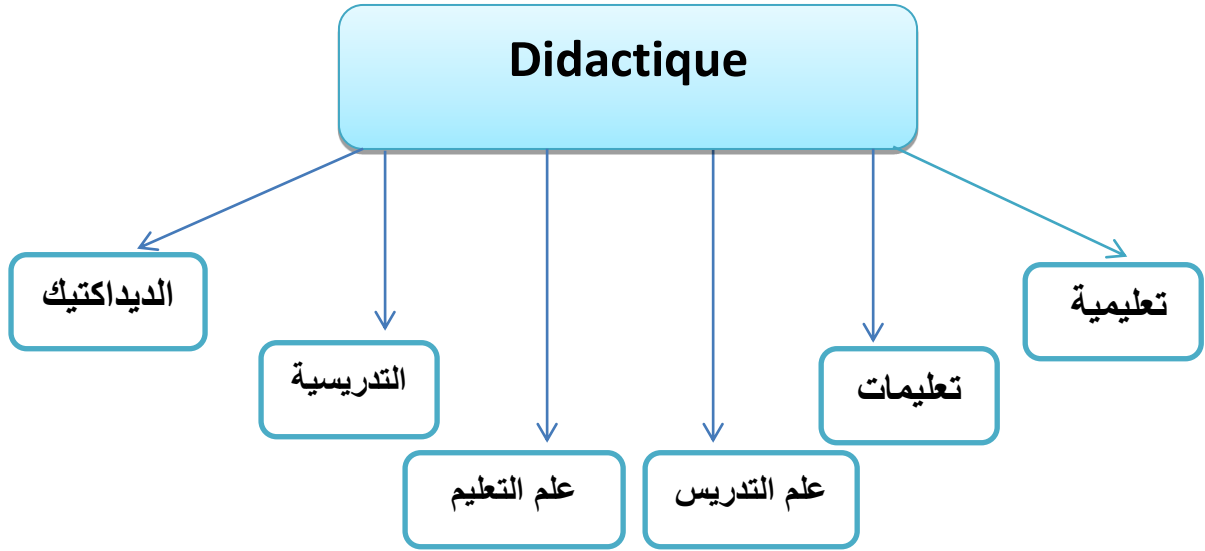 Didactique
تعليمية
تعليمات
علم التدريس
علم التعليم
التدريسية
الديداكتيك